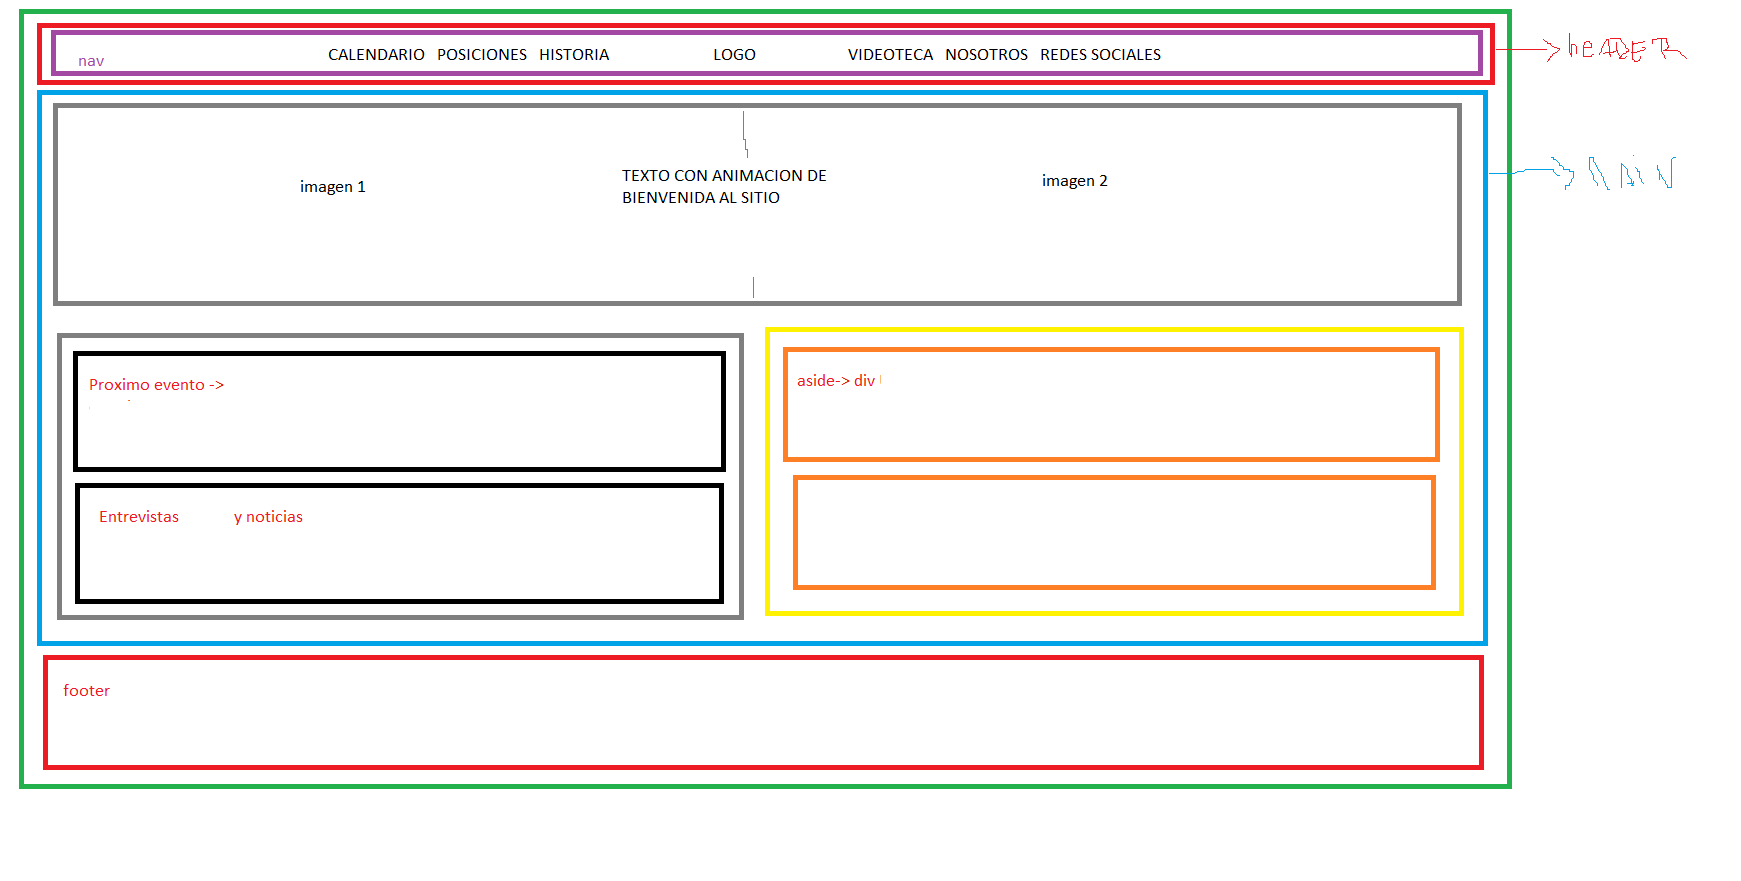 nav CALENDARIO POSICIONES HISTORIA LOGO VIDEOTECA NOSOTROS REDES SOCIALES
hEADER
imagen 1
TEXTO CON ANIMACION DE
BIENVENIDA AL SITIO
imagen 2
Proximo evento ->
aside-> div
Entrevistas y noticias
footer